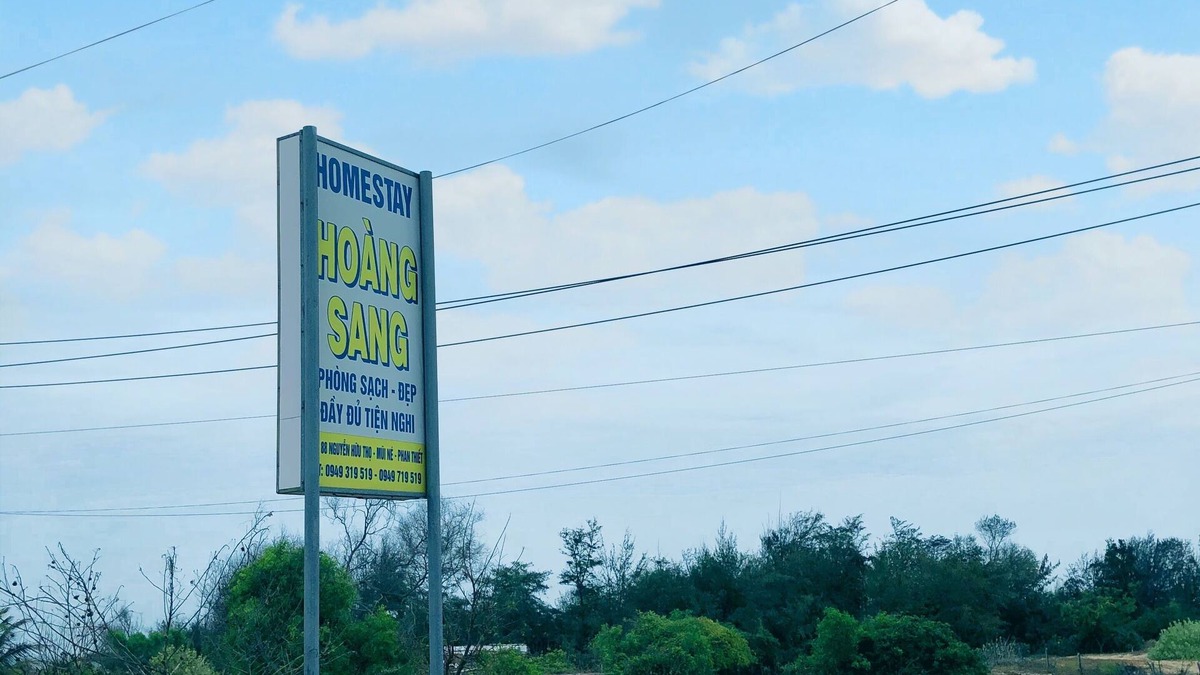 HOMESTAY
HOÀNG
SANG
PHÒNG SẠCH - ĐẸP
ĐẦY ĐỦ TIỆN NGHI
88 NGUYỄN HỮU THỌ - MŨI NÉ - PHAN THIẾT
: 0949 319 519 - 0949 719 519